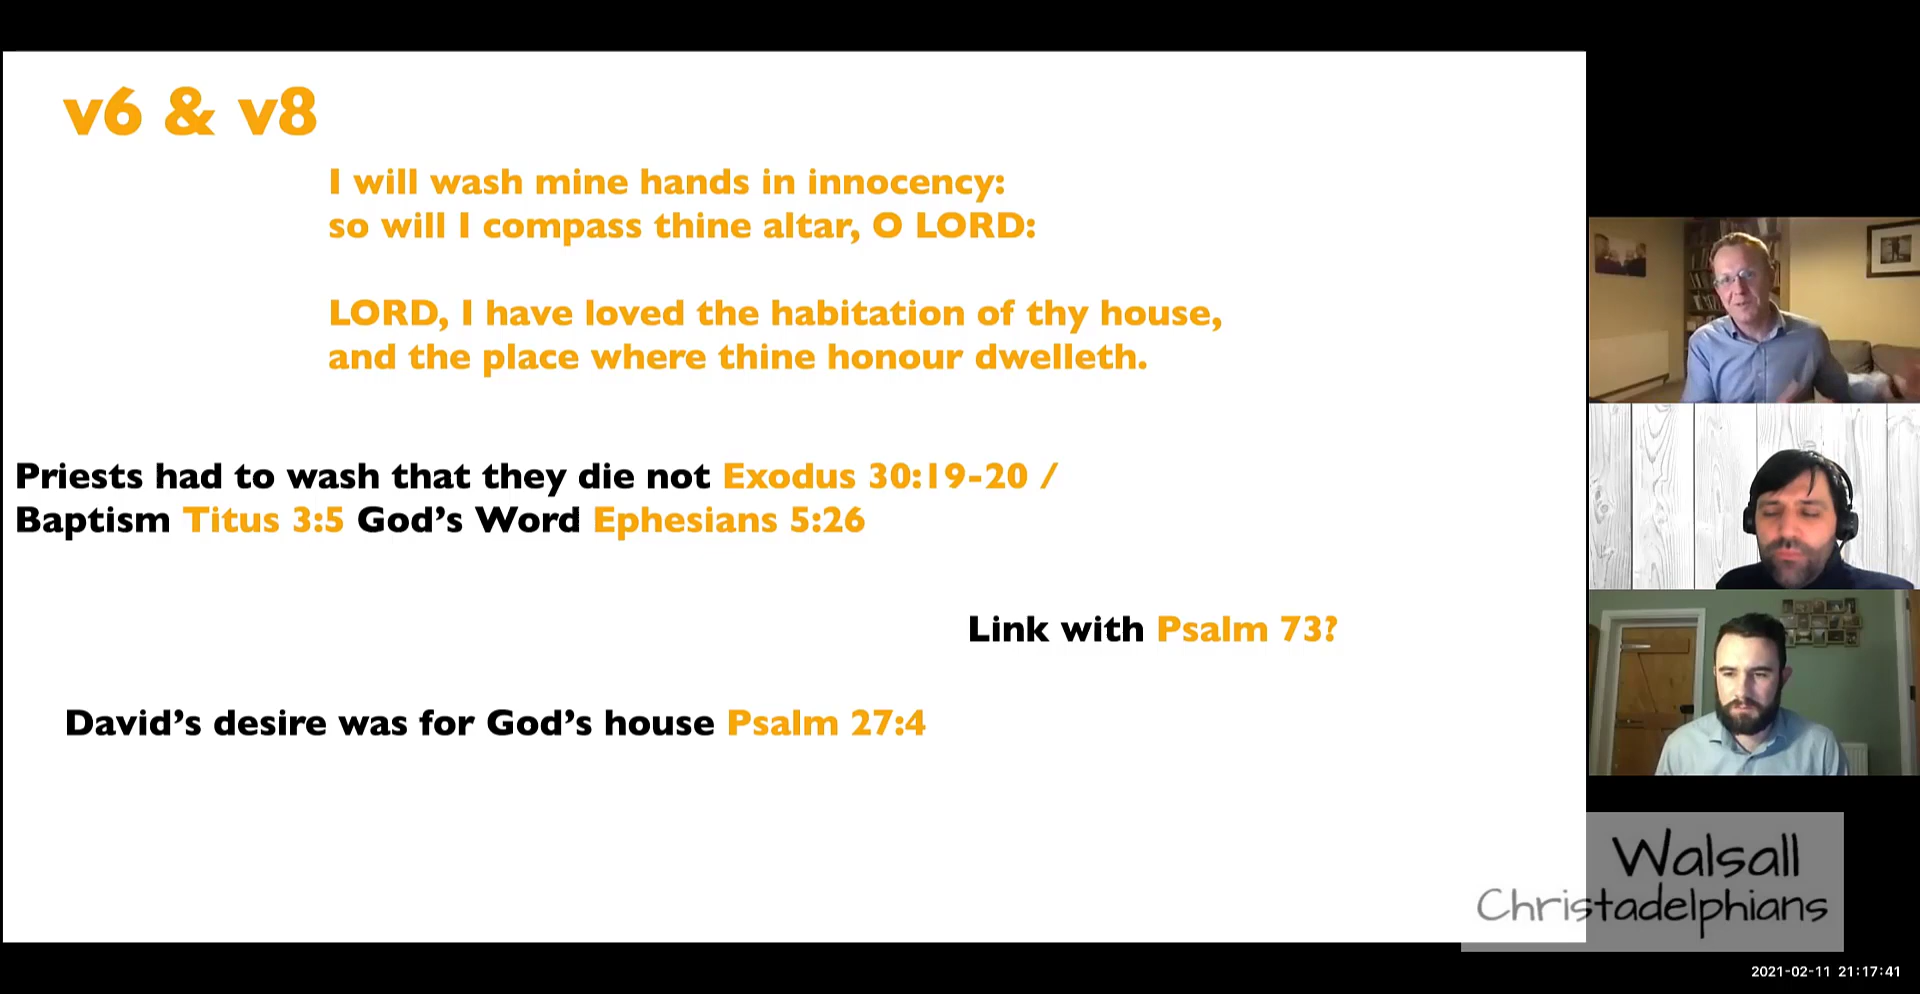 v6 & v8
I will wash mine hands in innocency:
so will I compass thine altar, O LORD:
LORD, I have loved the habitation of thy house,
and the place where thine honour dwelleth.
Priests had to wash that they die not Exodus 30:19-20 /
Baptism Titus 3:5 God’s Word Ephesians 5:26
Link with Psalm 73?
David’s desire was for God’s house Psalm 27:4
Walsall
Christadelphians
2021-02-11 21:17:41